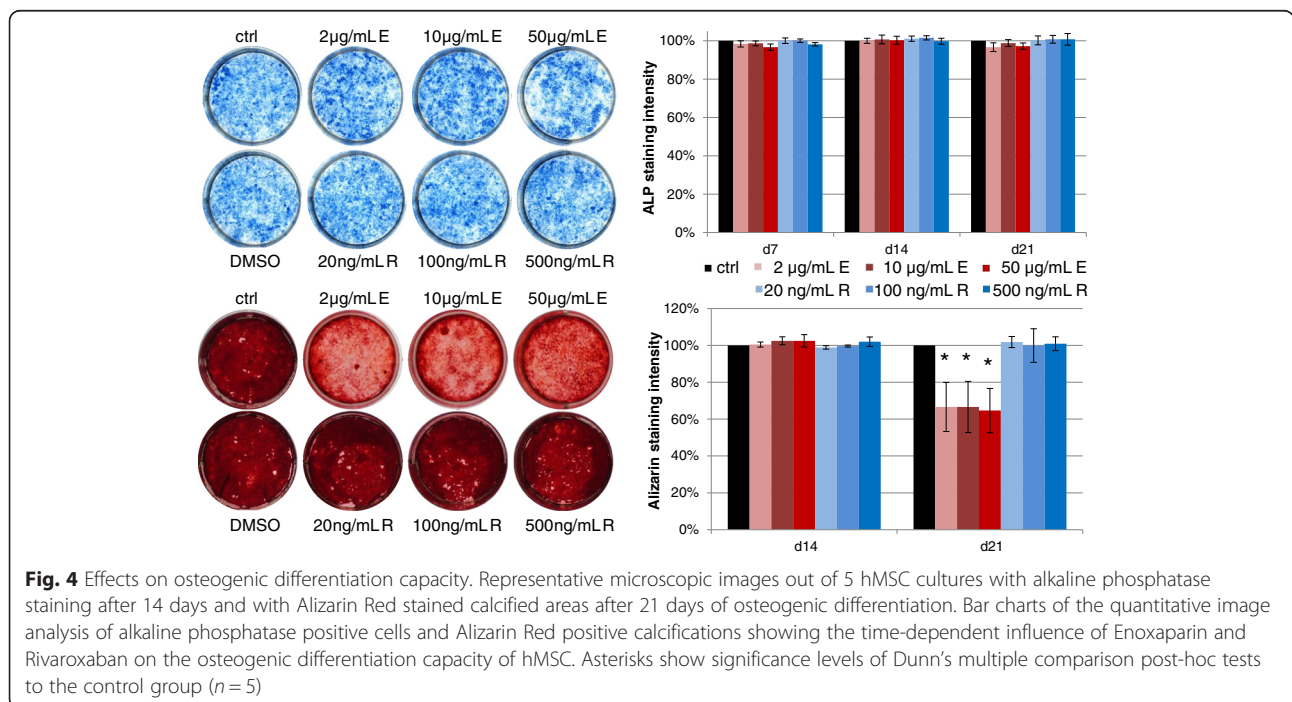 ctrl 2µg/mL E 10µg/mL E 50µg/mL E
DMSO 20ng/mL R 100ng/mL R 500ng/mL R
ctrl 2µg/mL E 10µg/mL E 50µg/mL E
DMSO 20ng/mL R 100ng/mL R 500ng/mL R
ALP staining intensity
100%
80%
60%
40%
20%
0%
d7 d14 d21
ctrl 2 µg/mL E 10 µg/mL E 50 µg/mL E
20 ng/mL R 100 ng/mL R 500 ng/mL R
Alizarin staining intensity
120%
100%
80%
60%
40%
20%
0%
* * *
d14 d21
Fig. 4 Effects on osteogenic differentiation capacity. Representative microscopic images out of 5 hMSC cultures with alkaline phosphatase
staining after 14 days and with Alizarin Red stained calcified areas after 21 days of osteogenic differentiation. Bar charts of the quantitative image
analysis of alkaline phosphatase positive cells and Alizarin Red positive calcifications showing the time-dependent influence of Enoxaparin and
Rivaroxaban on the osteogenic differentiation capacity of hMSC. Asterisks show significance levels of Dunn's multiple comparison post-hoc tests
to the control group (n = 5)